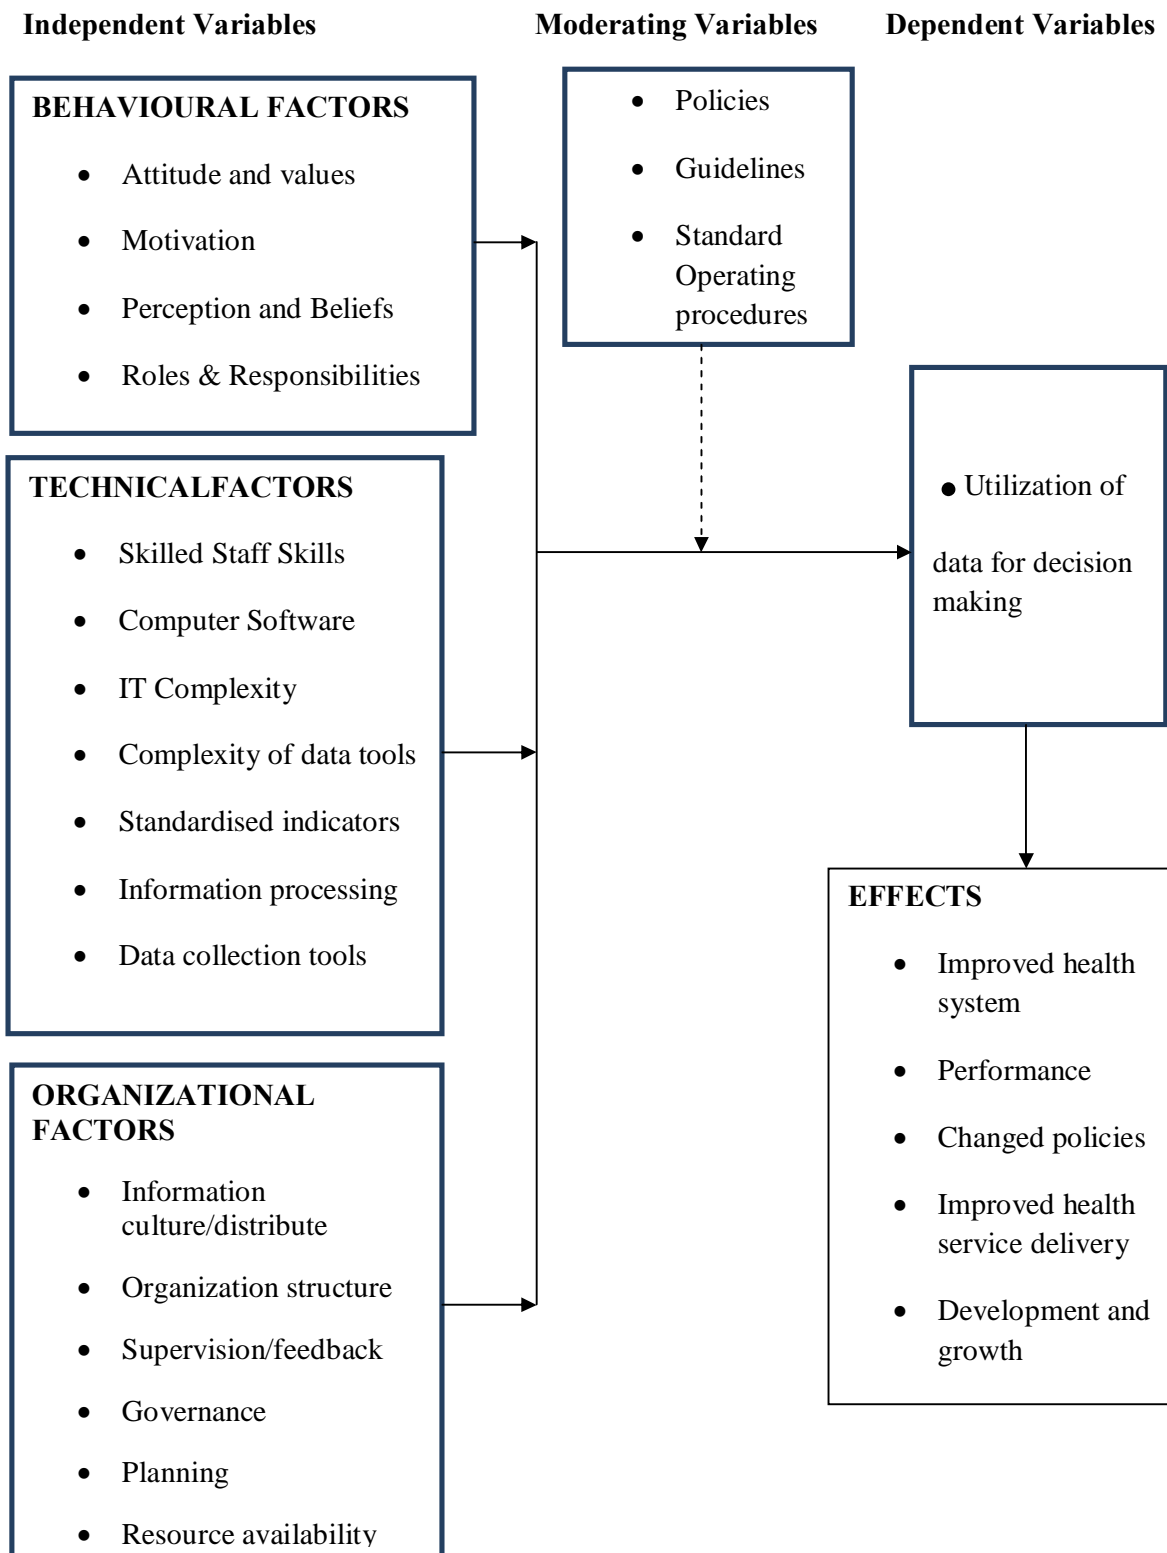 Independent Variables
Moderating Variables
Dependent Variables
BEHAVIOURAL FACTORS
• Attitude and values
• Motivation
• Perception and Beliefs
• Roles & Responsibilities
TECHNICALFACTORS
• Skilled Staff Skills
• Computer Software
• IT Complexity
• Complexity of data tools
• Standardised indicators
• Information processing
• Data collection tools
ORGANIZATIONAL
FACTORS
• Information
culture/distribute
• Organization structure
• Supervision/feedback
• Governance
• Planning
• Resource availability
• Policies
• Guidelines
• Standard
Operating
procedures
• Utilization of
data for decision
making
EFFECTS
• Improved health
system
• Performance
• Changed policies
• Improved health
service delivery
• Development and
growth